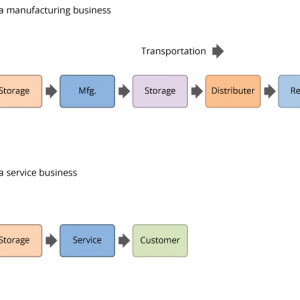 a manufacturing business
Transportation
Storage Mfg. Storage Distributer Re
a service business
Storage Service Customer